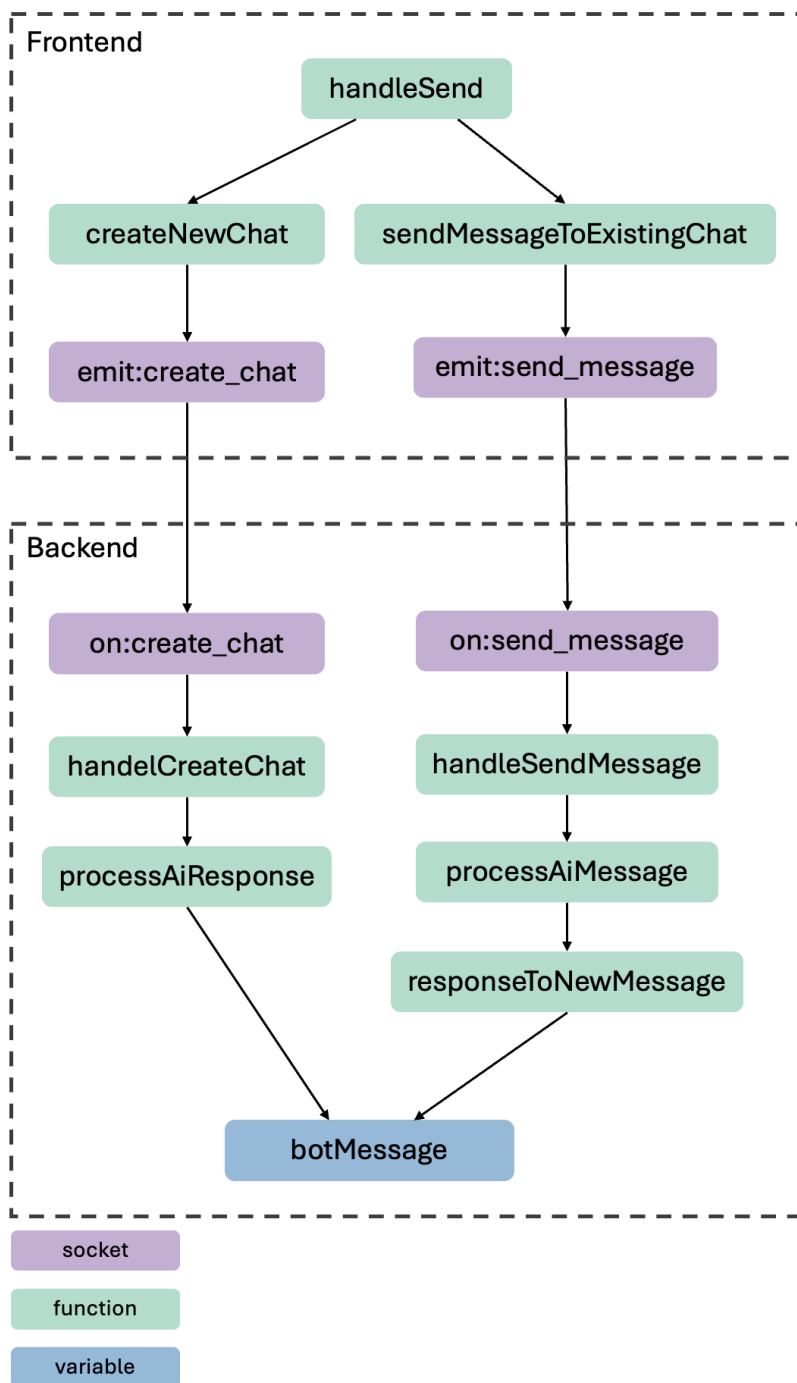 Frontend
handleSend
createNewChat
sendMessageToExistingChat
emit:create_chat
emit:send_message
Backend
on:create_chat
on:send_message
handelCreateChat
handleSendMessage
processAiResponse
processAiMessage
responseToNewMessage
botMessage
socket
function
variable